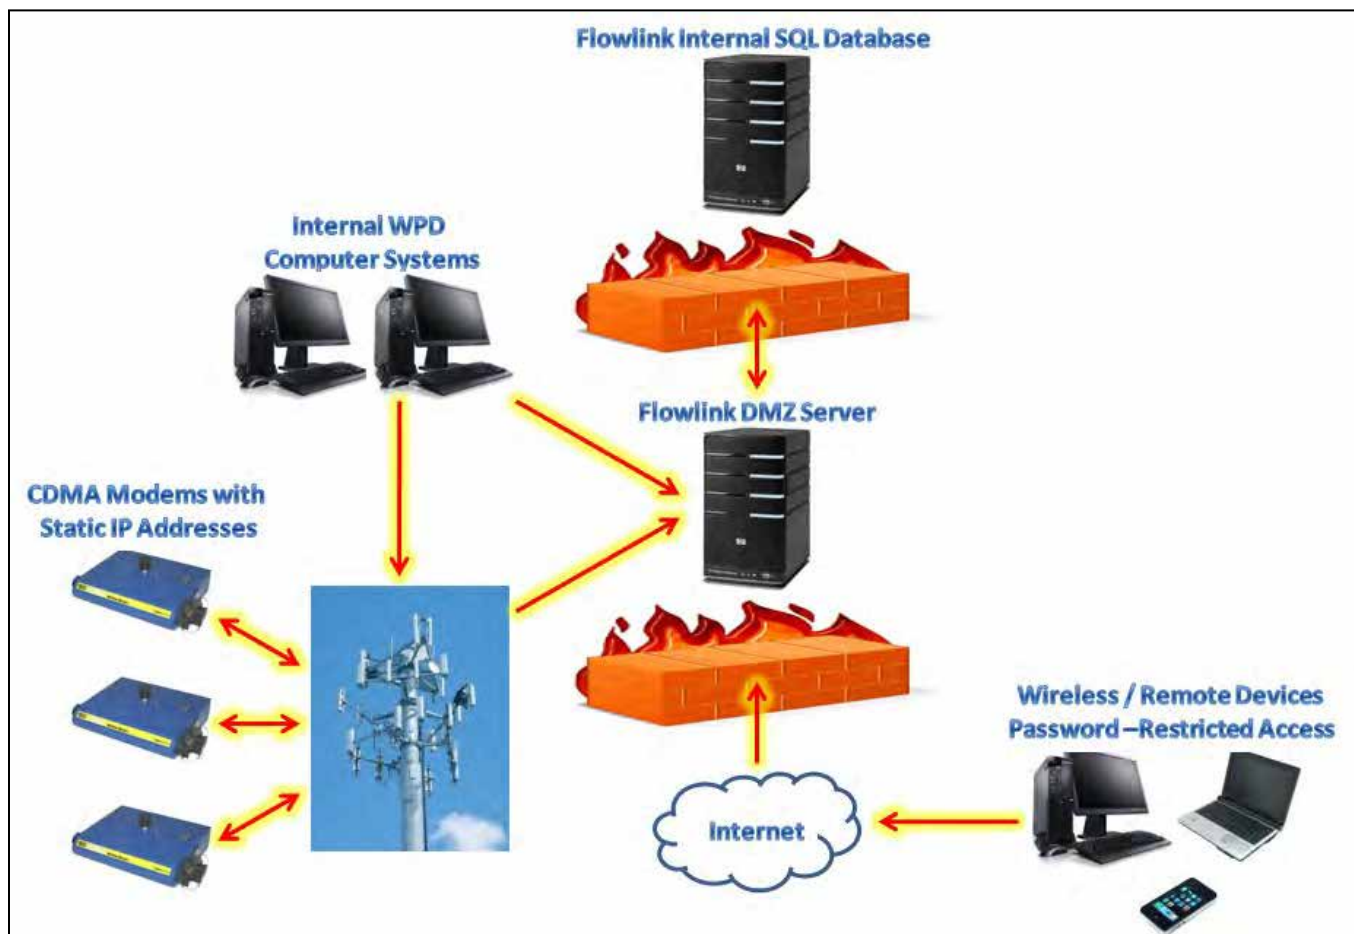 Flowlink Internal SQL Database
Internal WPD
Computer Systems
Flowlink DMZ Server
CDMA Modems with
Static IP Addresses
Wireless / Remote Devices
Password –Restricted Access
Internet